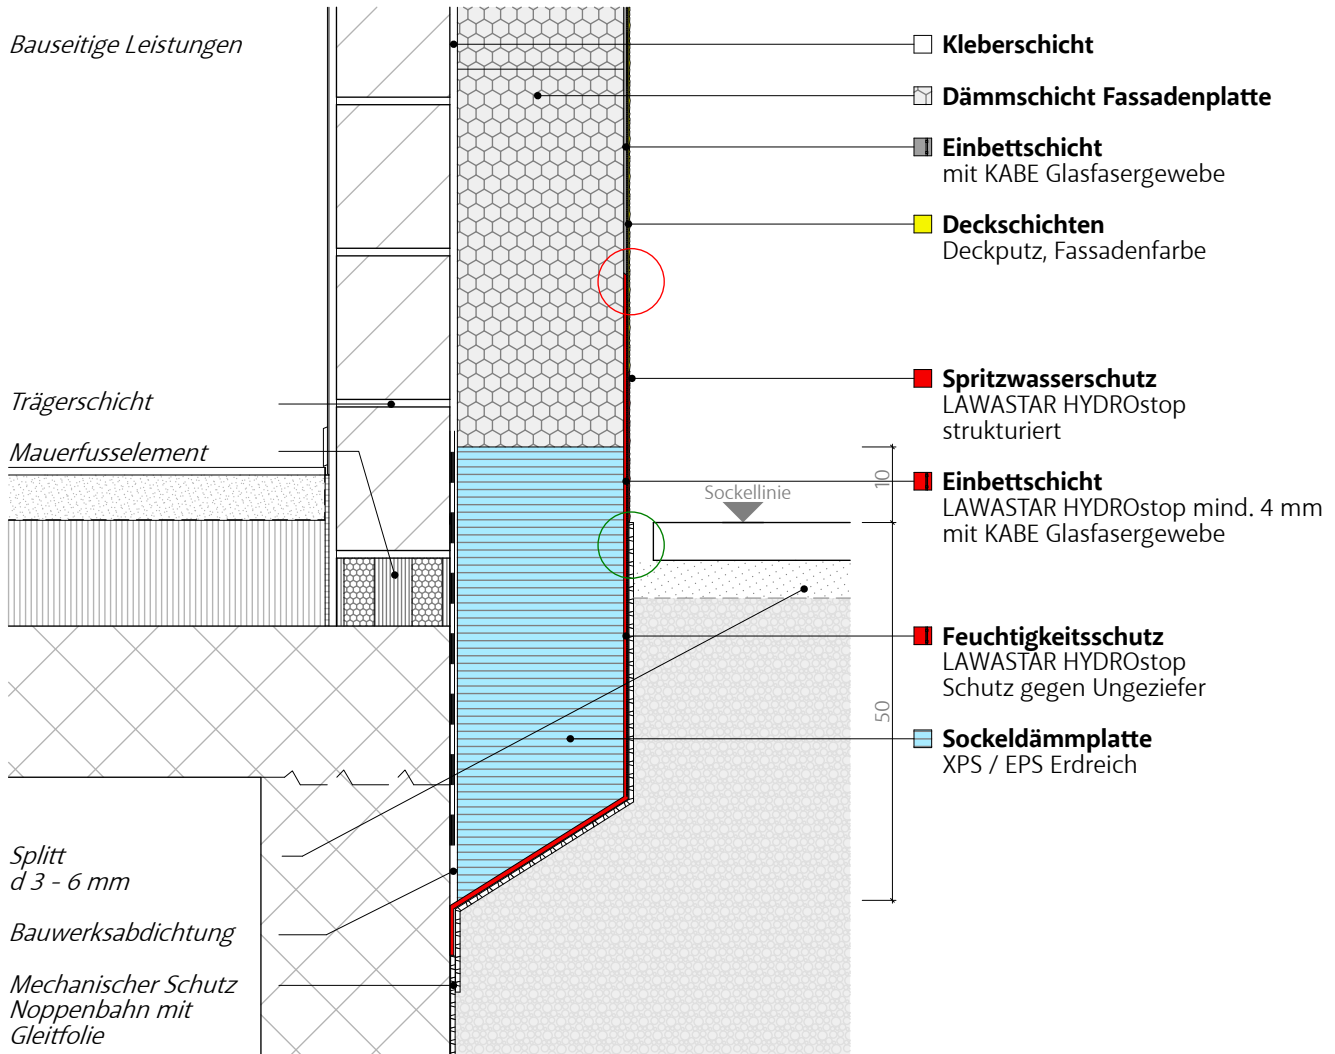 Bauseitige Leistungen
Trägerschicht
Mauerfusselement
Splitt
d 3 - 6 mm
Bauwerksabdichtung
Mechanischer Schutz
Noppenbahn mit
Gleitfolie
Sockellinie
10
50
Kleberschicht
Dämmschicht Fassadenplatte
Einbettschicht
mit KABE Glasfasergewebe
Deckschichten
Deckputz, Fassadenfarbe
Spritzwasserschutz
LAWASTAR HYDROstop
strukturiert
Einbettschicht
LAWASTAR HYDROstop mind. 4 mm
mit KABE Glasfasergewebe
Feuchtigkeitsschutz
LAWASTAR HYDROstop
Schutz gegen Ungeziefer
Sockeldämmplatte
XPS / EPS Erdreich